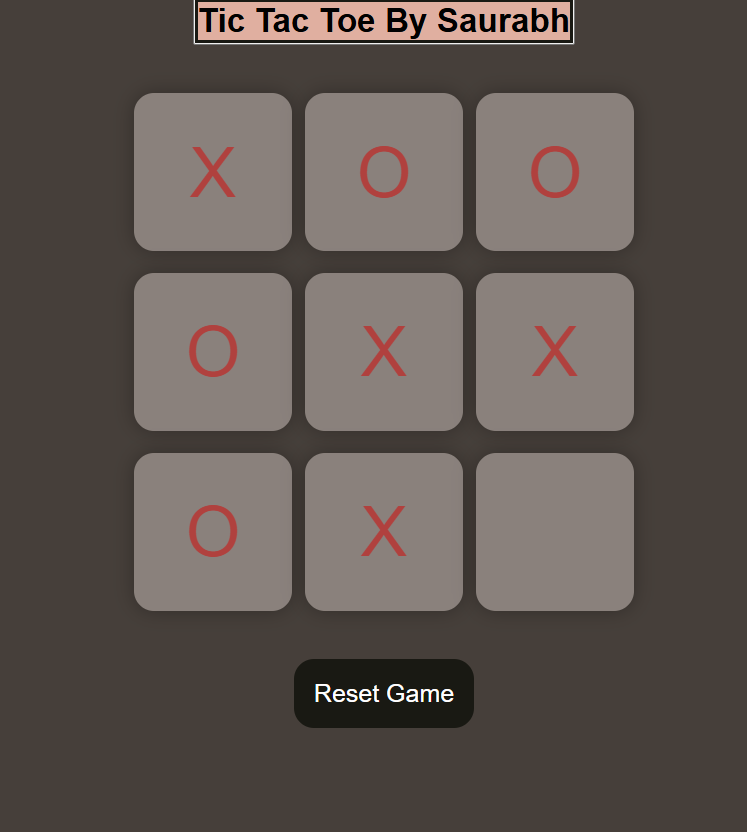 Tic Tac Toe By Saurabh
X O O
O X X
O X
Reset Game